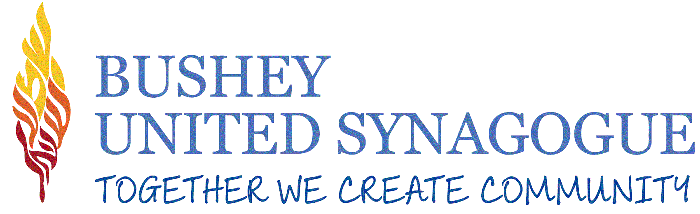 BUSHEY
UNITED SYNAGOGUE
TOGETHER WE CREATE COMMUNITY